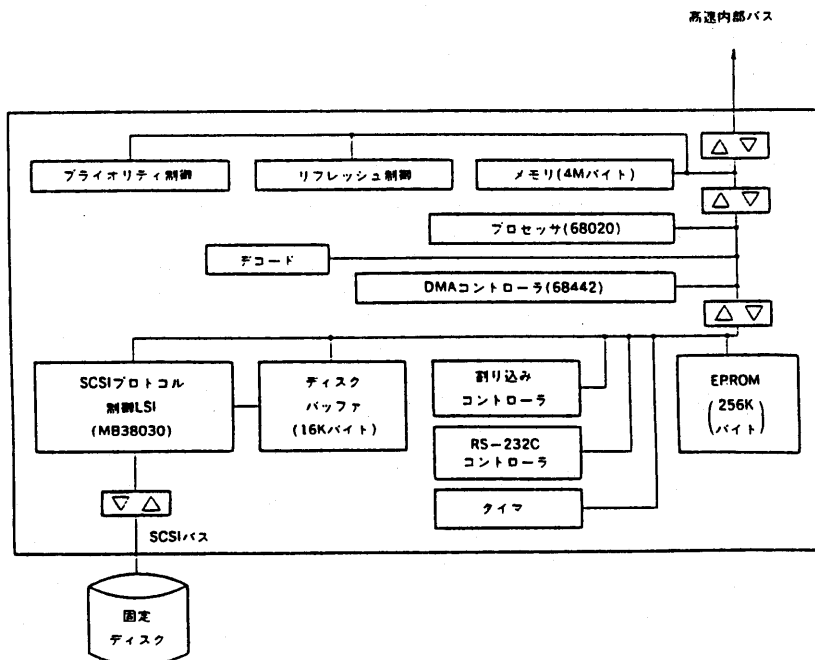 高速内部バス
プライオリティ制御
リフレッシュ制御
メモリ(4Mバイト)
プロセッサ(68020)
デコード
DMAコントローラ(68442)
SCSIプロトコル
制御LSI
(MB38030)
ディスク
バッファ
(16Kバイト)
割り込み
コントローラ
RS-232C
コントローラ
タイマ
EPROM
(256K
バイト)
SCSIバス
固定
ディスク